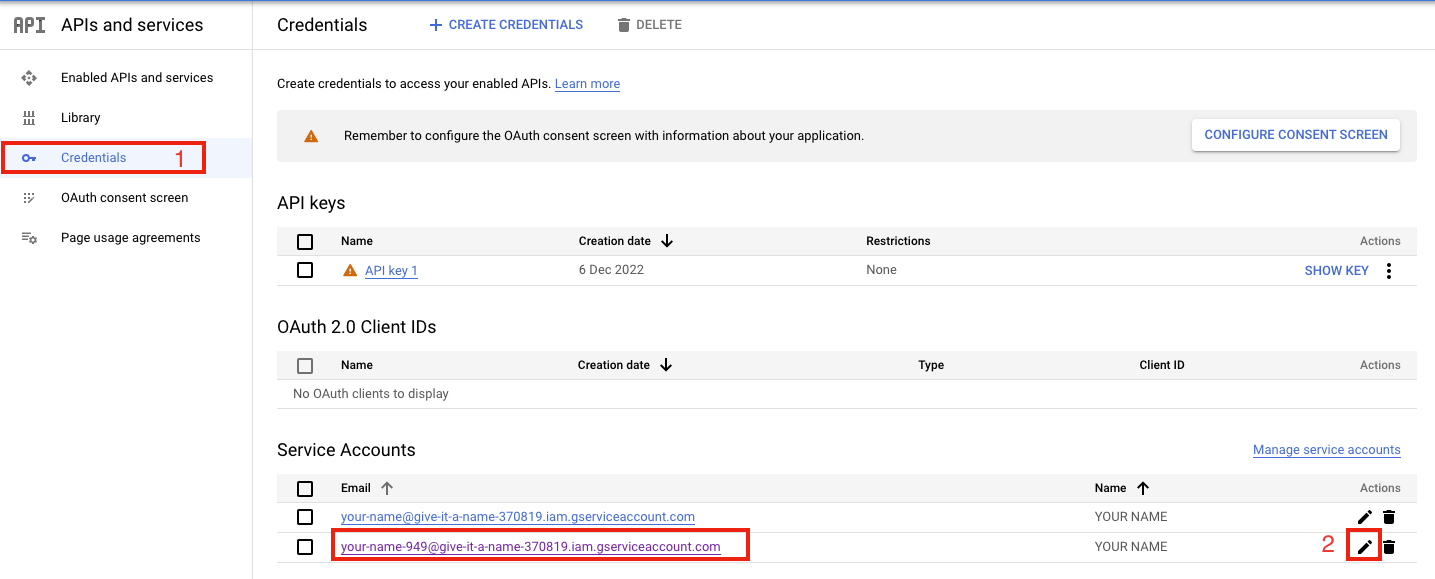 API APIs and services
Credentials
CREATE CREDENTIALS
DELETE
Enabled APIs and services
Library
Credentials 1
OAuth consent screen
Page usage agreements
Create credentials to access your enabled APIs. Learn more
Remember to configure the OAuth consent screen with information about your application.
CONFIGURE CONSENT SCREEN
API keys
Name Creation date Restrictions Actions
API key 1 6 Dec 2022 None SHOW KEY
OAuth 2.0 Client IDs
Name Creation date Type Client ID Actions
No OAuth clients to display
Service Accounts Manage service accounts
Email Name Actions
your-name@give-it-a-name-370819.iam.gserviceaccount.com YOUR NAME
your-name-949@give-it-a-name-370819.iam.gserviceaccount.com YOUR NAME 2